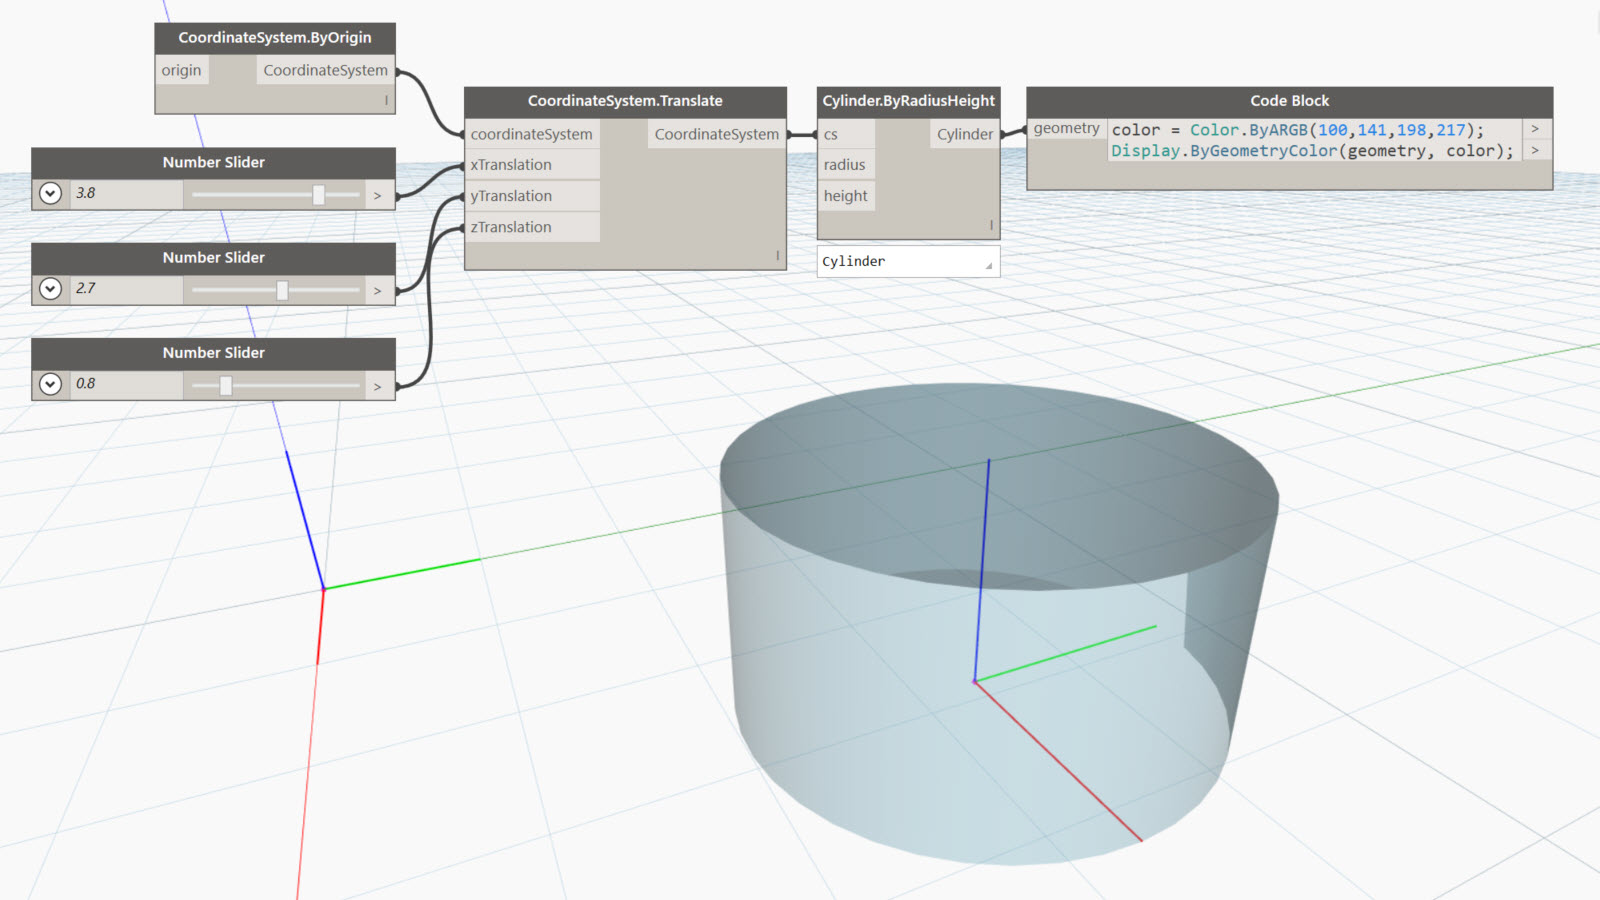 CoordinateSystem.ByOrigin
origin
CoordinateSystem
Number Slider
3.8
>
Number Slider
2.7
>
Number Slider
0.8
>
CoordinateSystem.Translate
coordinateSystem
CoordinateSystem
xTranslation
yTranslation
zTranslation
Cylinder.ByRadiusHeight
cs
Cylinder
radius
height
Cylinder
Code Block
geometry
color = Color.ByARGB(100,141,198,217);
>
Display.ByGeometryColor(geometry, color);
>